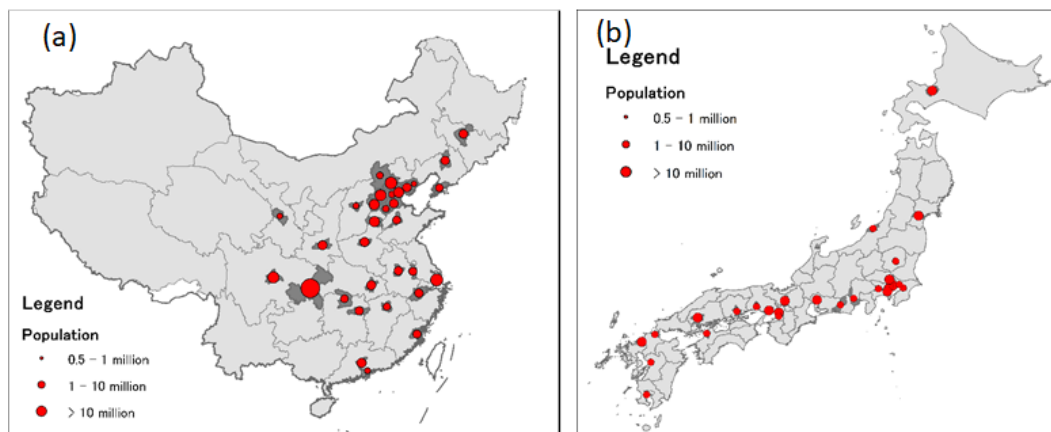 (a)
Legend
Population
0.5 – 1 million
1 – 10 million
> 10 million
(b)
Legend
Population
0.5 – 1 million
1 – 10 million
> 10 million